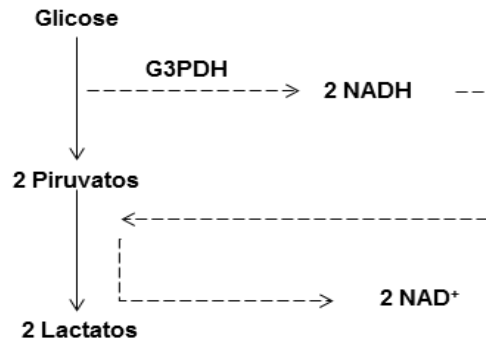 Glicose
G3PDH
2 NADH
2 Piruvatos
2 NAD⁺
2 Lactatos